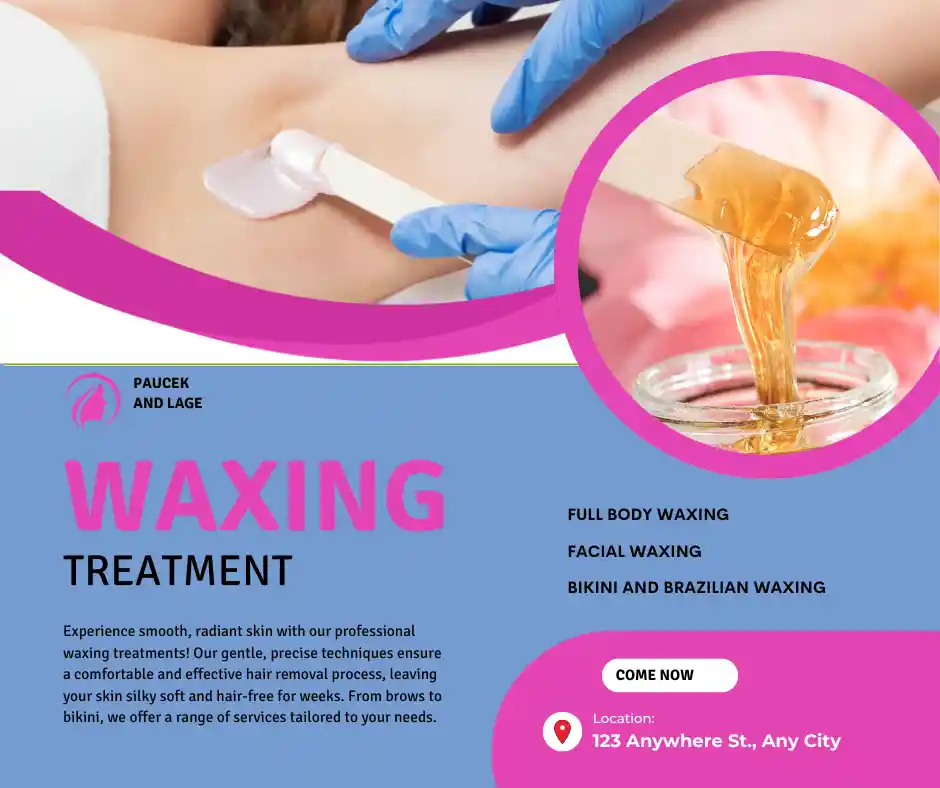 PAUCEK
AND LAGE
WAXING
TREATMENT
Experience smooth, radiant skin with our professional
waxing treatments! Our gentle, precise techniques ensure
a comfortable and effective hair removal process, leaving
your skin silky soft and hair-free for weeks. From brows to
bikini, we offer a range of services tailored to your needs.
FULL BODY WAXING
FACIAL WAXING
BIKINI AND BRAZILIAN WAXING
COME NOW
Location:
123 Anywhere St., Any City